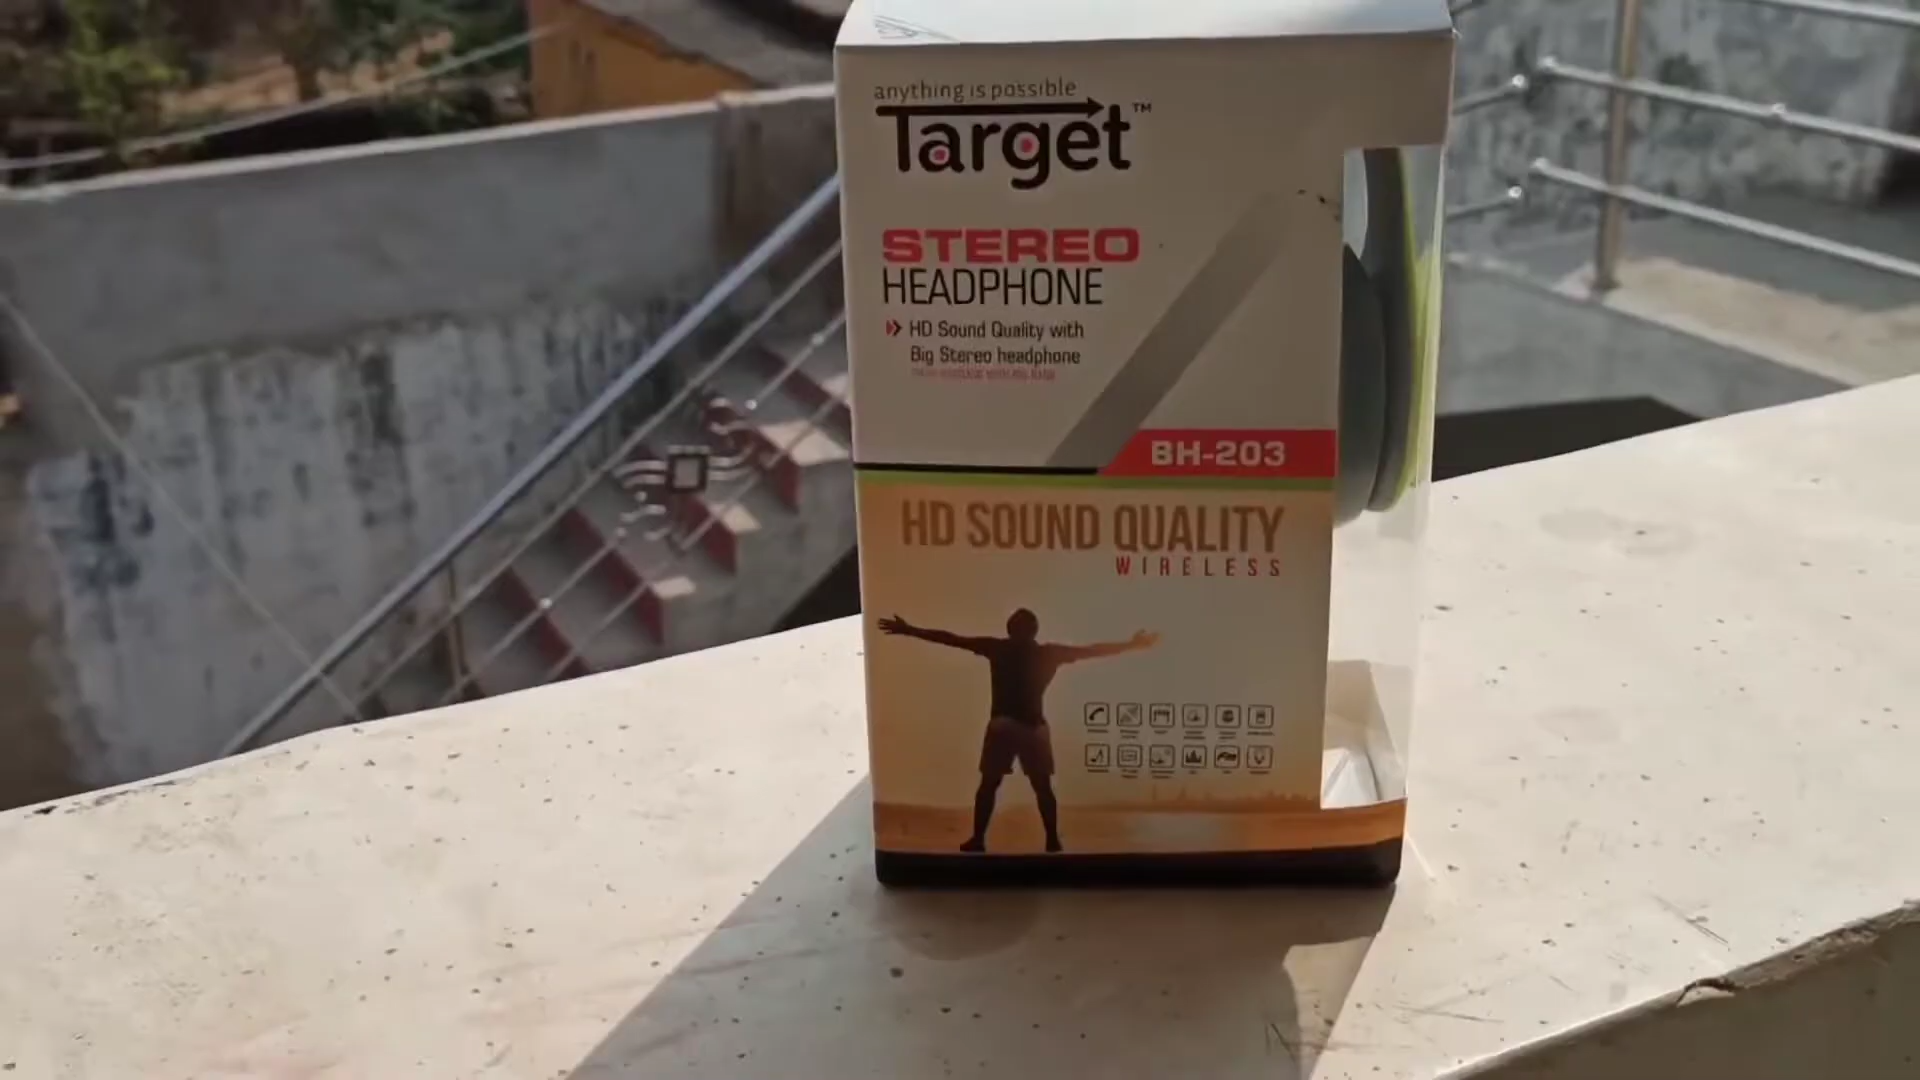 anything is possible
Target™
STEREO
HEADPHONE
HD Sound Quality with
Big Stereo headphone
BH-203
HD SOUND QUALITY
WIRELESS